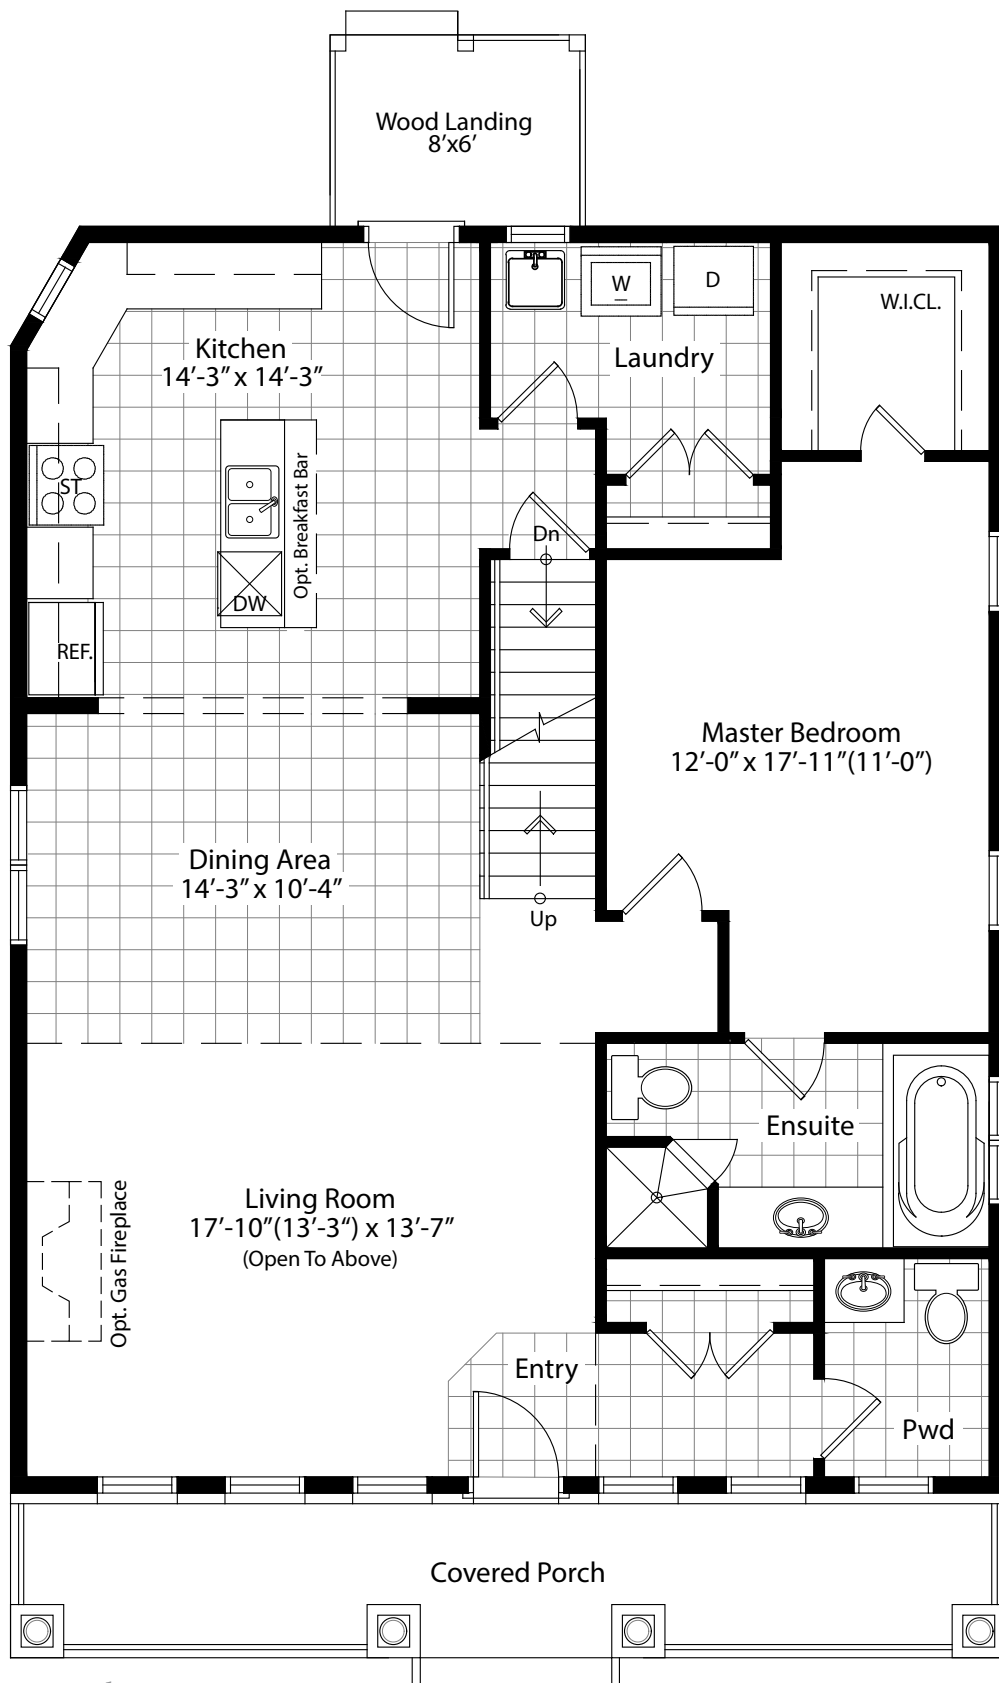 Wood Landing
8'x6'
W
D
W.I.CL.
Kitchen
14'-3" x 14'-3"
Laundry
ST
Opt. Breakfast Bar
Dn
DW
REF.
Master Bedroom
12'-0" x 17'-11"(11'-0")
Dining Area
14'-3" x 10'-4"
Up
Ensuite
Living Room
17'-10"(13'-3") x 13'-7"
(Open To Above)
Opt. Gas Fireplace
Entry
Pwd
Covered Porch